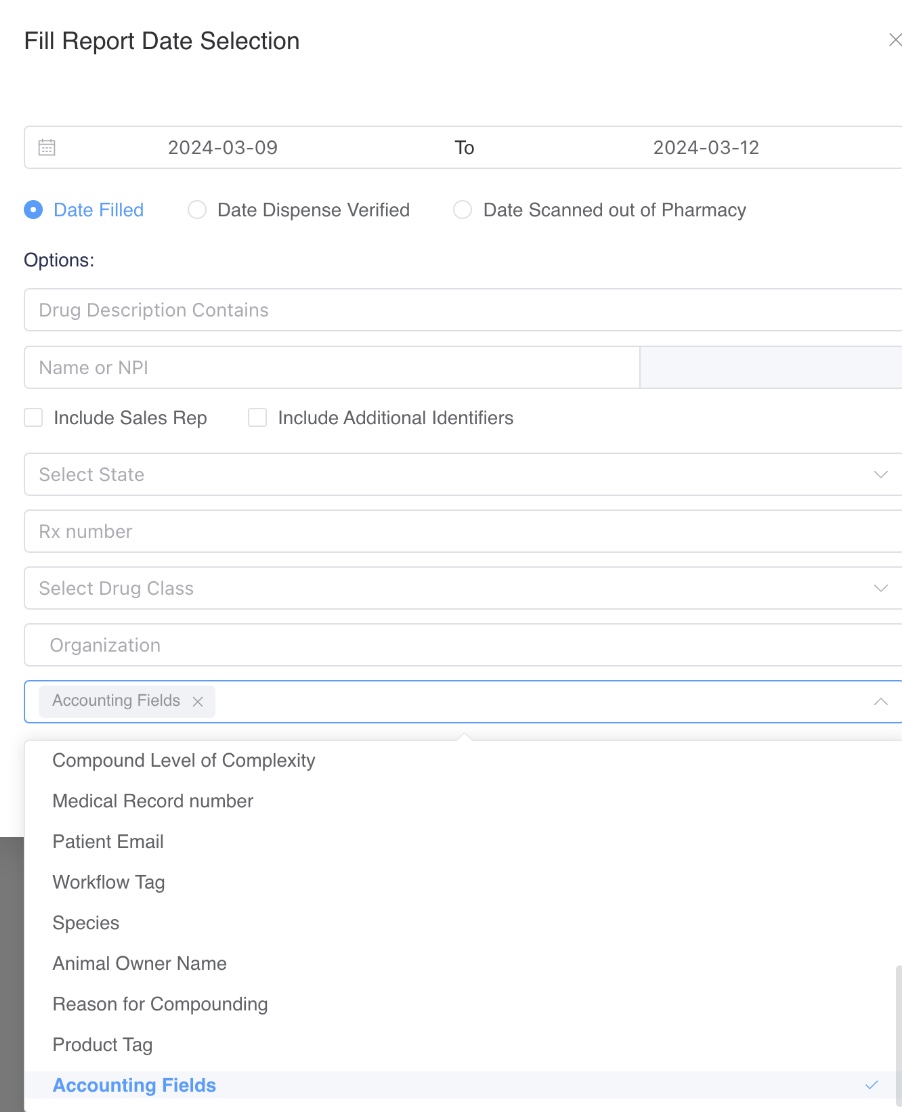 Fill Report Date Selection
2024-03-09 To 2024-03-12
Date Filled Date Dispense Verified Date Scanned out of Pharmacy
Options:
Drug Description Contains
Name or NPI
Include Sales Rep Include Additional Identifiers
Select State
Rx number
Select Drug Class
Organization
Accounting Fields
Compound Level of Complexity
Medical Record number
Patient Email
Workflow Tag
Species
Animal Owner Name
Reason for Compounding
Product Tag
Accounting Fields